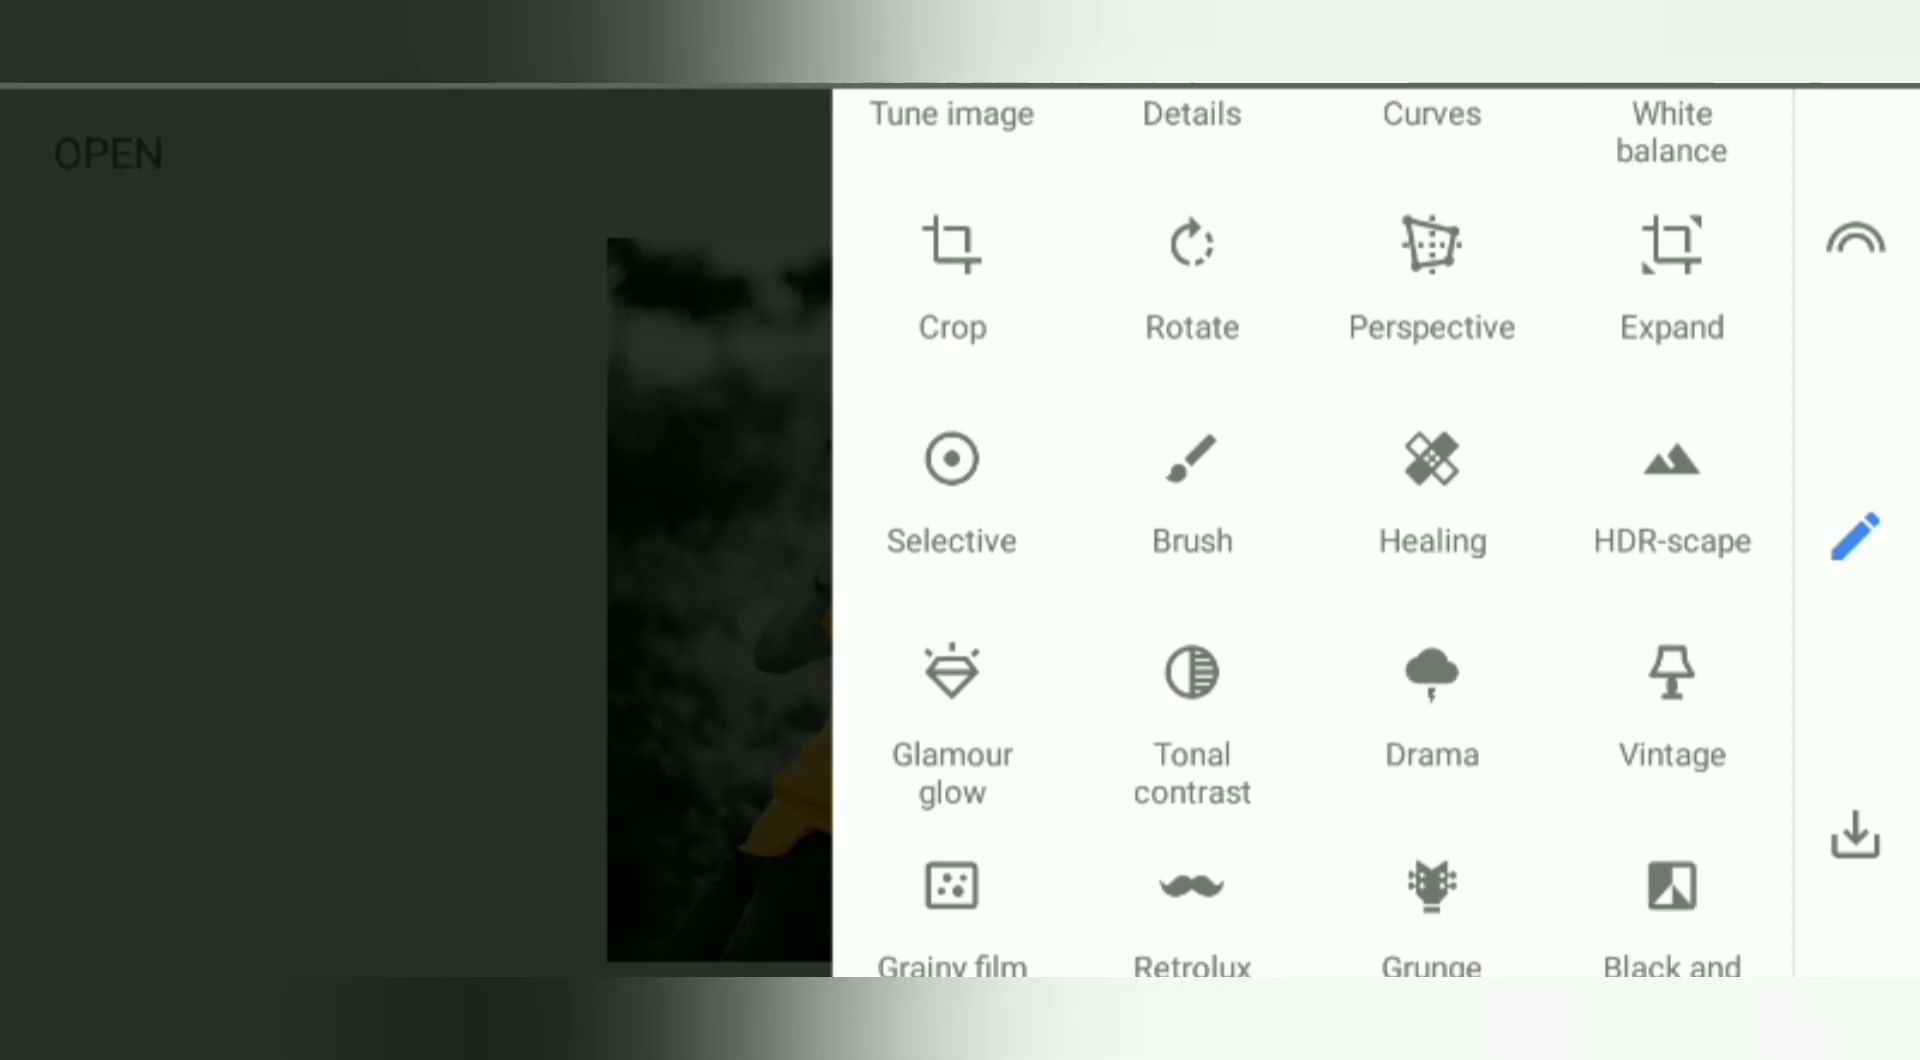 OPEN
Tune image
Details
Curves
White
balance
Crop
Rotate
Perspective
Expand
Selective
Brush
Healing
HDR-scape
Glamour
glow
Tonal
contrast
Drama
Vintage
Grainy film
Retrolux
Grunge
Black and